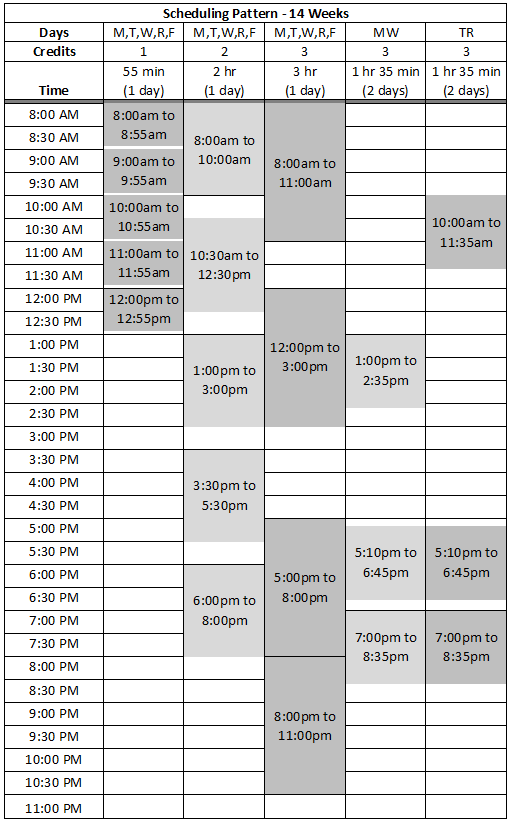 Scheduling Pattern - 14 Weeks
Days M,T,W,R,F M,T,W,R,F M,T,W,R,F MW TR
Credits 1 2 3 3 3
55 min 2 hr 3 hr 1 hr 35 min 1 hr 35 min
Time (1 day) (1 day) (1 day) (2 days) (2 days)
8:00 AM 8:00am to
8:30 AM 8:55am 8:00am to
9:00 AM 9:00am to 10:00am 8:00am to
9:30 AM 9:55am 11:00am
10:00 AM 10:00am to 10:00am to
10:30 AM 10:55am 11:35am
11:00 AM 11:00am to 10:30am to
11:30 AM 11:55am 12:30pm
12:00 PM 12:00pm to
12:30 PM 12:55pm
1:00 PM 12:00pm to 1:00pm to
1:30 PM 1:00pm to 3:00pm 2:35pm
2:00 PM 3:00pm
2:30 PM
3:00 PM
3:30 PM
4:00 PM 3:30pm to
4:30 PM 5:30pm
5:00 PM
5:30 PM 5:10pm to 5:10pm to
6:00 PM 5:00pm to 6:45pm 6:45pm
6:30 PM 6:00pm to 8:00pm
7:00 PM 8:00pm 7:00pm to 7:00pm to
7:30 PM 8:35pm 8:35pm
8:00 PM
8:30 PM
9:00 PM 8:00pm to
9:30 PM 11:00pm
10:00 PM
10:30 PM
11:00 PM